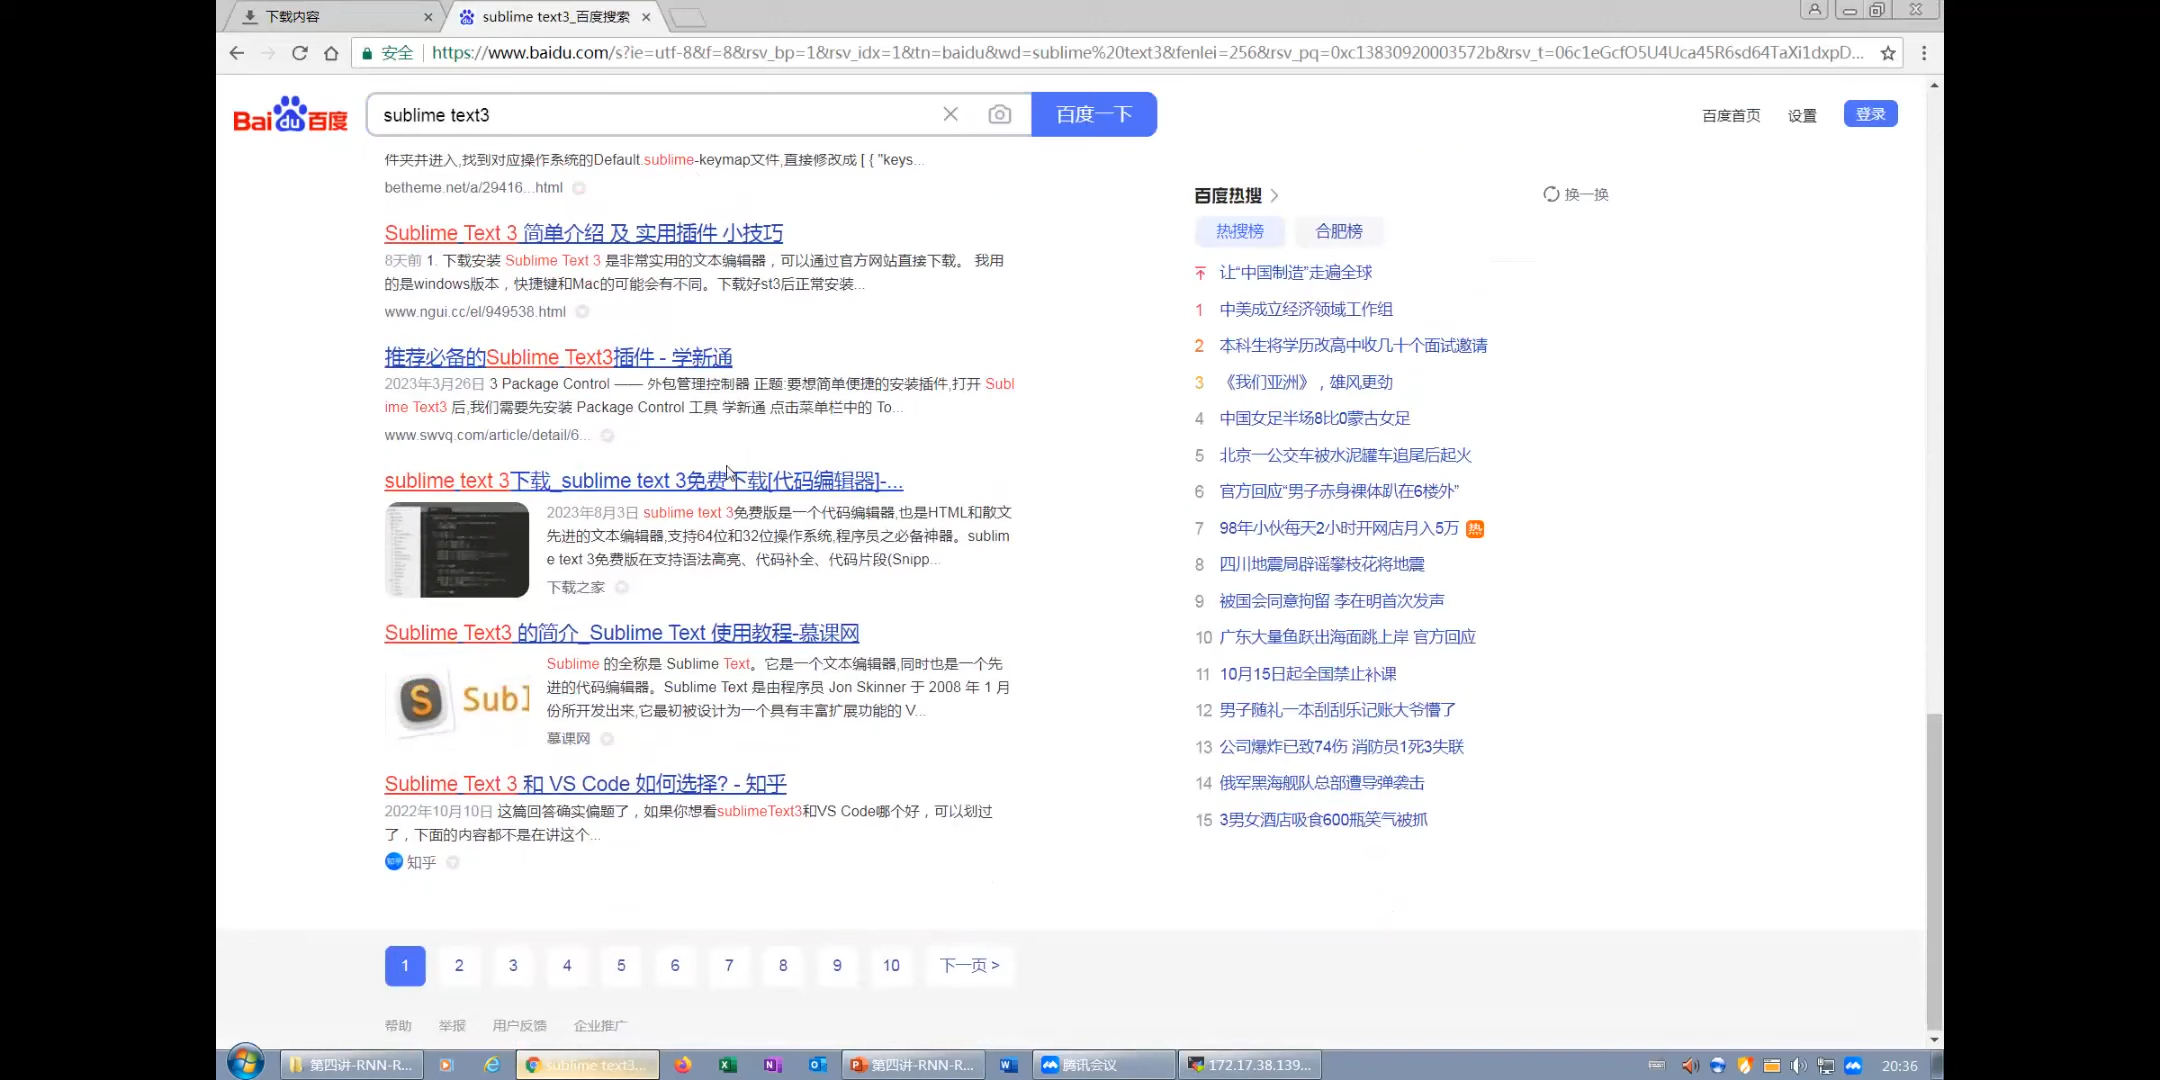 下载内容
sublime text3_百度搜索
安全
https://www.baidu.com/s?ie=utf-8&f=8&rsv_bp=1&rsv_idx=1&tn=baidu&wd=sublime%20text3&fenlei=256&rsv_pq=0xc13830920003572b&rsv_t=06c1eGcfO5U4Uca45R6sd64TaXi1dxpD...
Bai du 百度
sublime text3
百度一下
百度首页
设置
登录
件夹并进入,找到对应操作系统的Default.sublime-keymap文件,直接修改成 [ { "keys...
betheme.net/a/29416...html
Sublime Text 3 简单介绍 及 实用插件 小技巧
8天前 1. 下载安装 Sublime Text 3 是非常实用的文本编辑器，可以通过官方网站直接下载。 我用
的是windows版本，快捷键和Mac的可能会有不同。下载好st3后正常安装...
www.ngui.cc/el/949538.html
推荐必备的Sublime Text3插件 - 学新通
2023年3月26日 3 Package Control —— 外包管理控制器 正题:要想简单便捷的安装插件,打开 Subl
ime Text3 后,我们需要先安装 Package Control 工具 学新通 点击菜单栏中的 To...
www.swvq.com/article/detail/6...
sublime text 3下载_sublime text 3免费下载[代码编辑器]-...
2023年8月3日 sublime text 3免费版是一个代码编辑器,也是HTML和散文
先进的文本编辑器,支持64位和32位操作系统,程序员之必备神器。sublim
e text 3免费版在支持语法高亮、代码补全、代码片段(Snipp...
下载之家
Sublime Text3 的简介_Sublime Text 使用教程-慕课网
S Subl
Sublime 的全称是 Sublime Text。它是一个文本编辑器,同时也是一个先
进的代码编辑器。Sublime Text 是由程序员 Jon Skinner 于 2008 年 1 月
份所开发出来,它最初被设计为一个具有丰富扩展功能的 V...
慕课网
Sublime Text 3 和 VS Code 如何选择? - 知乎
2022年10月10日 这篇回答确实偏题了，如果你想看sublimeText3和VS Code哪个好，可以划过
了，下面的内容都不是在讲这个...
知乎
百度热搜
换一换
热搜榜 合肥榜
让“中国制造”走遍全球
1 中美成立经济领域工作组
2 本科生将学历改高中收几十个面试邀请
3 《我们亚洲》，雄风更劲
4 中国女足半场8比0蒙古女足
5 北京一公交车被水泥罐车追尾后起火
6 官方回应“男子赤身裸体趴在6楼外”
7 98年小伙每天2小时开网店月入5万 热
8 四川地震局辟谣攀枝花将地震
9 被国会同意拘留 李在明首次发声
10 广东大量鱼跃出海面跳上岸 官方回应
11 10月15日起全国禁止补课
12 男子随礼一本刮刮乐记账大爷懵了
13 公司爆炸已致74伤 消防员1死3失联
14 俄军黑海舰队总部遭导弹袭击
15 3男女酒店吸食600瓶笑气被抓
1 2 3 4 5 6 7 8 9 10 下一页 >
帮助 举报 用户反馈 企业推广
第四讲-RNN-R...
sublime text3...
第四讲-RNN-R...
腾讯会议
172.17.38.139...
20:36